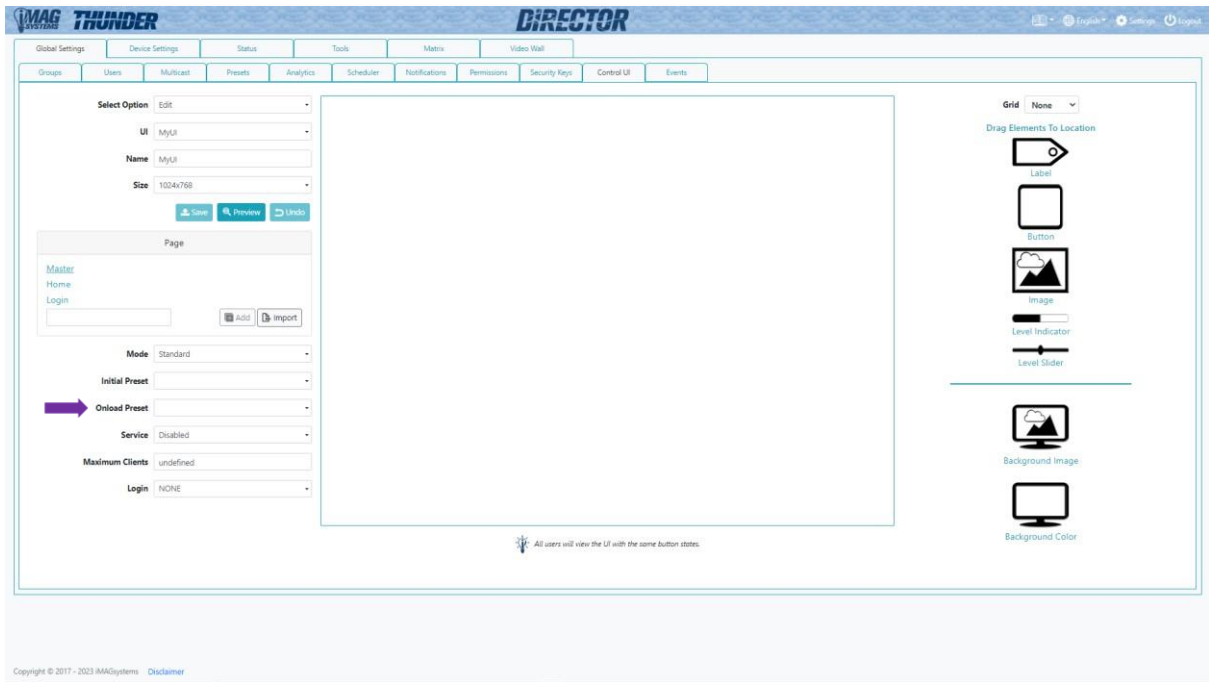 iMAG SYSTEMS THUNDER DiRECTOR English Settings Logout
Global Settings Device Settings Status Tools Matrix Video Wall
Groups Users Multicast Presets Analytics Scheduler Notifications Permissions Security Keys Control UI Events
Select Option Edit
UI MyUI
Name MyUI
Size 1024x768
Save Preview Undo
Page
Master
Home
Login
Add Import
Mode Standard
Initial Preset
Onload Preset
Service Disabled
Maximum Clients undefined
Login NONE
All users will view the UI with the same button states.
Grid None
Drag Elements To Location
Label
Button
Image
Level Indicator
Level Slider
Background Image
Background Color
Copyright © 2017 - 2023 iMAGsystems Disclaimer